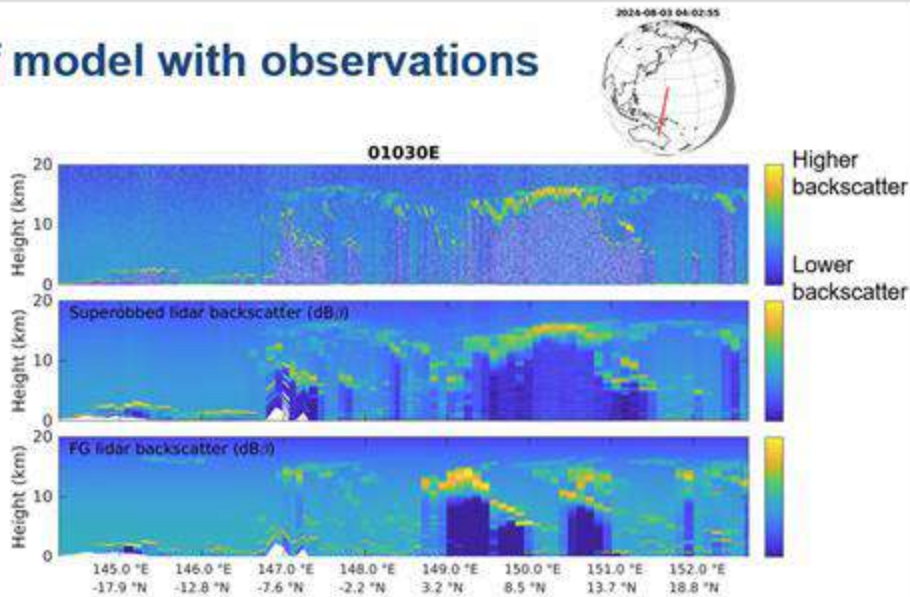 2024-08-03 04:02:55
model with observations
01030E
Higher
backscatter
Lower
backscatter
20
10
0
Height (km)
Superobbed lidar backscatter (dBβ)
20
10
0
Height (km)
FG lidar backscatter (dBβ)
20
10
0
Height (km)
145.0 °E 146.0 °E 147.0 °E 148.0 °E 149.0 °E 150.0 °E 151.0 °E 152.0 °E
-17.9 °N -12.8 °N -7.6 °N -2.2 °N 3.2 °N 8.5 °N 13.7 °N 18.8 °N